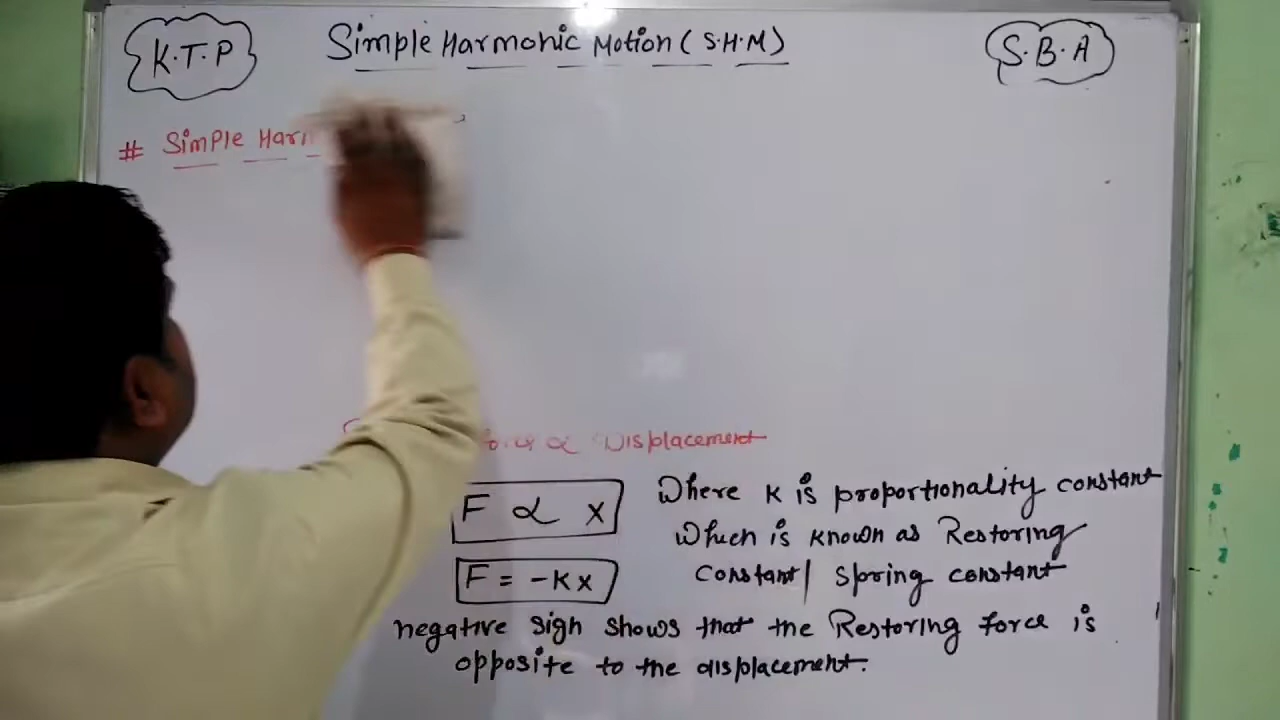 K.T.P
Simple Harmonic Motion (S.H.M)
S.B.A
# Simple Harm
α Displacement
F α x
Where K is proportionality constant
Which is known as Restoring
constant/ Spring constant
F = -Kx
negative sign shows that the Restoring force is
opposite to the displacement.